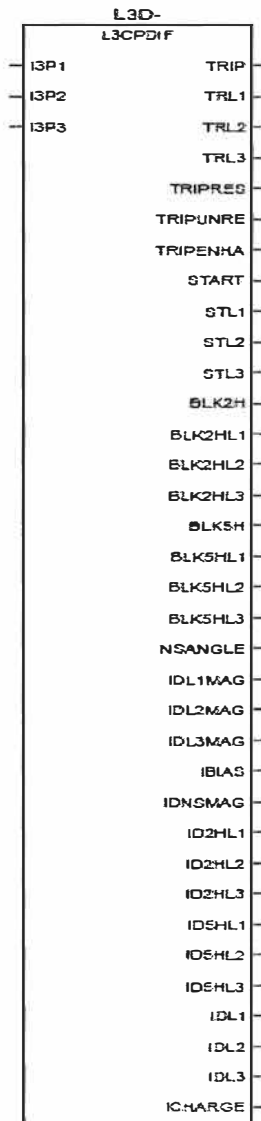 L3D-
L3CPDIF
I3P1 TRIP
I3P2 TRL1
I3P3 TRL2
TRL3
TRIPRES
TRIPUNRE
TRIPENHA
START
STL1
STL2
STL3
BLK2H
BLK2HL1
BLK2HL2
BLK2HL3
BLK5H
BLK5HL1
BLK5HL2
BLK5HL3
NSANGLE
IDL1MAG
IDL2MAG
IDL3MAG
IBIAS
IDNSMAG
ID2HL1
ID2HL2
ID2HL3
ID5HL1
ID5HL2
ID5HL3
IDL1
IDL2
IDL3
ICHARGE